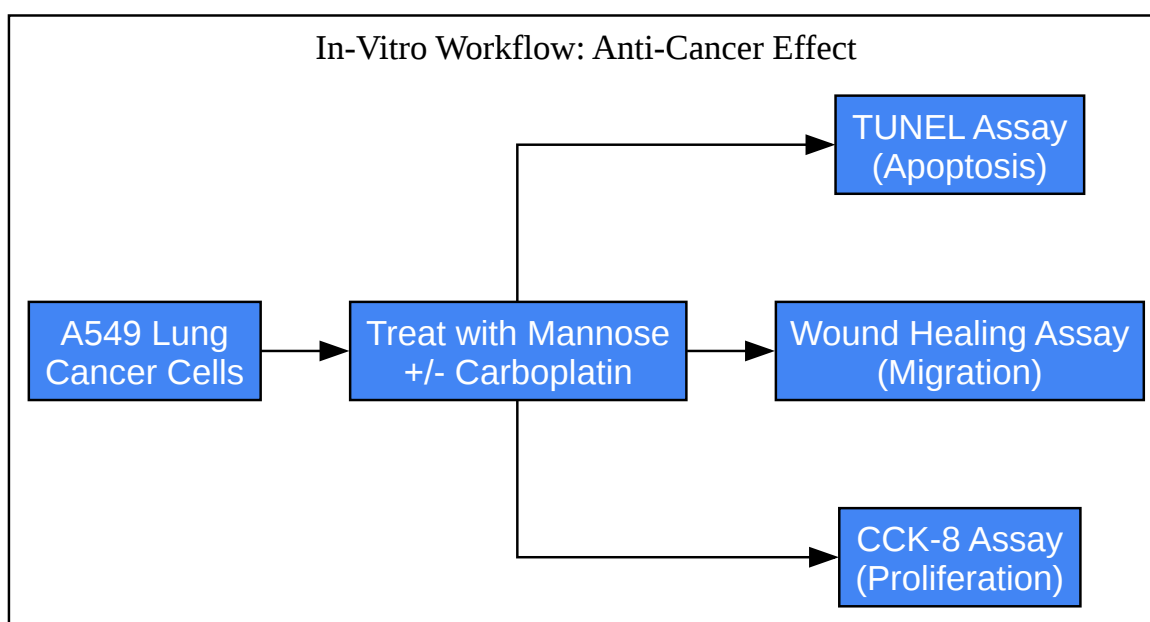 In-Vitro Workflow: Anti-Cancer Effect
TUNEL Assay
(Apoptosis)
A549 Lung
Cancer Cells
Treat with Mannose
+/- Carboplatin
Wound Healing Assay
(Migration)
CCK-8 Assay
(Proliferation)